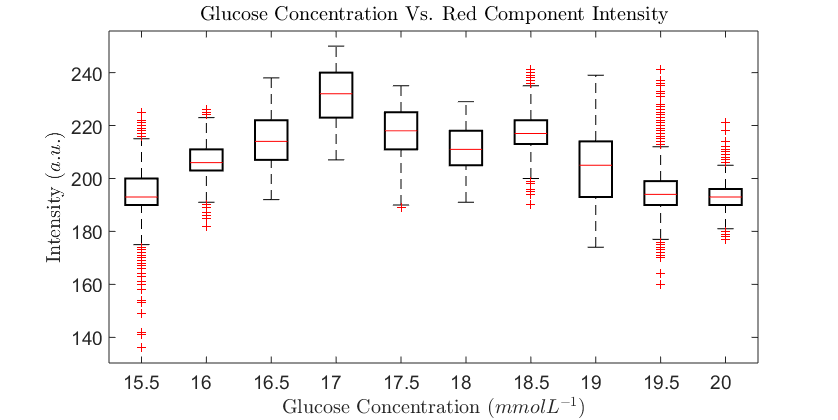 Glucose Concentration Vs. Red Component Intensity
Intensity (a.u.)
240
220
200
180
160
140
15.5 16 16.5 17 17.5 18 18.5 19 19.5 20
Glucose Concentration (mmolL⁻¹)